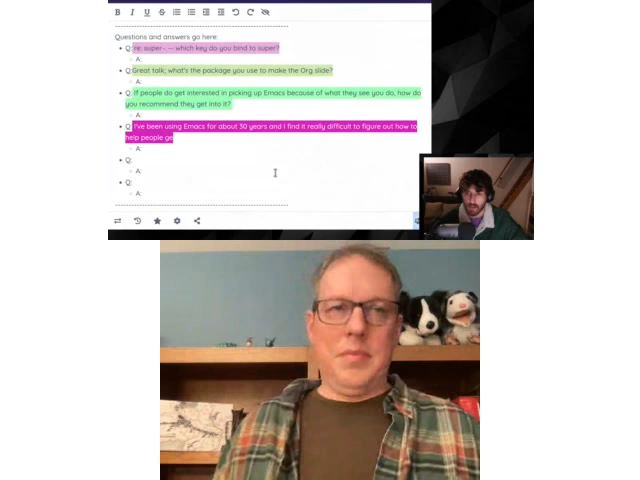 Questions and answers go here:
Q: re: super-. -- which key do you bind to super?
A:
Q:Great talk; what's the package you use to make the Org slide?
A:
Q: If people do get interested in picking up Emacs because of what they see you do, how do
you recommend they get into it?
A:
Q: I've been using Emacs for about 30 years and I find it really difficult to figure out how to
help people ge
A:
Q:
A:
Q:
A: